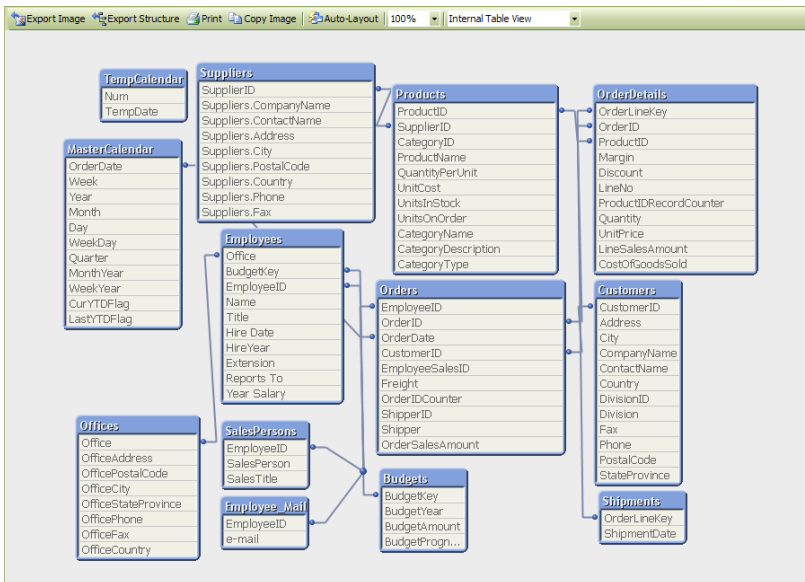 Export Image Export Structure Print Copy Image Auto-Layout 100% Internal Table View
TempCalendar
Num
TempDate
Suppliers
SupplierID
Suppliers.CompanyName
Suppliers.ContactName
Suppliers.Address
Suppliers.City
Suppliers.PostalCode
Suppliers.Country
Suppliers.Phone
Suppliers.Fax
Products
ProductID
SupplierID
CategoryID
ProductName
QuantityPerUnit
UnitCost
UnitsInStock
UnitsOnOrder
CategoryName
CategoryDescription
CategoryType
OrderDetails
OrderLineKey
OrderID
ProductID
Margin
Discount
LineNo
ProductIDRecordCounter
Quantity
UnitPrice
LineSalesAmount
CostOfGoodsSold
MasterCalendar
OrderDate
Week
Year
Month
Day
WeekDay
Quarter
MonthYear
WeekYear
CurYTDFlag
LastYTDFlag
Employees
Office
BudgetKey
EmployeeID
Name
Title
Hire Date
HireYear
Extension
Reports To
Year Salary
Orders
EmployeeID
OrderID
OrderDate
CustomerID
EmployeeSalesID
Freight
OrderIDCounter
ShipperID
Shipper
OrderSalesAmount
Customers
CustomerID
Address
City
CompanyName
ContactName
Country
DivisionID
Division
Fax
Phone
PostalCode
StateProvince
Offices
Office
OfficeAddress
OfficePostalCode
OfficeCity
OfficeStateProvince
OfficePhone
OfficeFax
OfficeCountry
SalesPersons
EmployeeID
SalesPerson
SalesTitle
Employee_Mail
EmployeeID
e-mail
Budgets
BudgetKey
BudgetYear
BudgetAmount
BudgetProgn...
Shipments
OrderLineKey
ShipmentDate